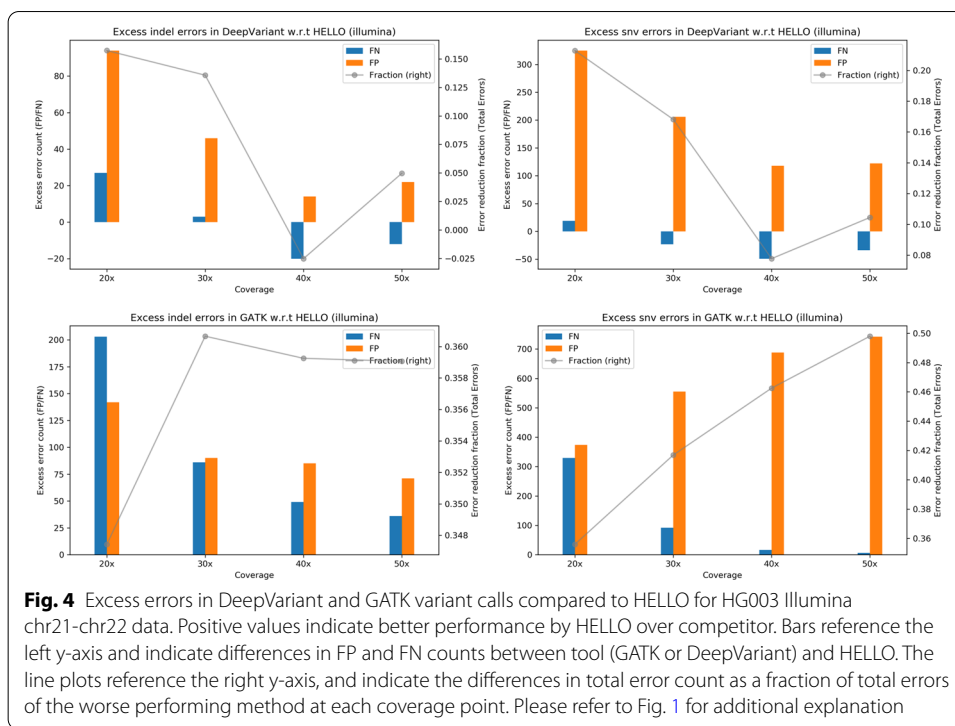 Excess indel errors in DeepVariant w.r.t HELLO (illumina)
FN
FP
Fraction (right)
Excess error count (FP/FN)
80
60
40
20
0
−20
0.150
0.125
0.100
0.075
0.050
0.025
0.000
−0.025
Error reduction fraction (Total Errors)
20x 30x 40x 50x
Coverage
Excess snv errors in DeepVariant w.r.t HELLO (illumina)
FN
FP
Fraction (right)
Excess error count (FP/FN)
300
250
200
150
100
50
0
−50
0.20
0.18
0.16
0.14
0.12
0.10
0.08
Error reduction fraction (Total Errors)
20x 30x 40x 50x
Coverage
Excess indel errors in GATK w.r.t HELLO (illumina)
FN
FP
Fraction (right)
Excess error count (FP/FN)
200
175
150
125
100
75
50
25
0
0.360
0.358
0.356
0.354
0.352
0.350
0.348
Error reduction fraction (Total Errors)
20x 30x 40x 50x
Coverage
Excess snv errors in GATK w.r.t HELLO (illumina)
FN
FP
Fraction (right)
Excess error count (FP/FN)
700
600
500
400
300
200
100
0
0.50
0.48
0.46
0.44
0.42
0.40
0.38
0.36
Error reduction fraction (Total Errors)
20x 30x 40x 50x
Coverage
Fig. 4 Excess errors in DeepVariant and GATK variant calls compared to HELLO for HG003 Illumina
chr21-chr22 data. Positive values indicate better performance by HELLO over competitor. Bars reference the
left y-axis and indicate differences in FP and FN counts between tool (GATK or DeepVariant) and HELLO. The
line plots reference the right y-axis, and indicate the differences in total error count as a fraction of total errors
of the worse performing method at each coverage point. Please refer to Fig. 1 for additional explanation